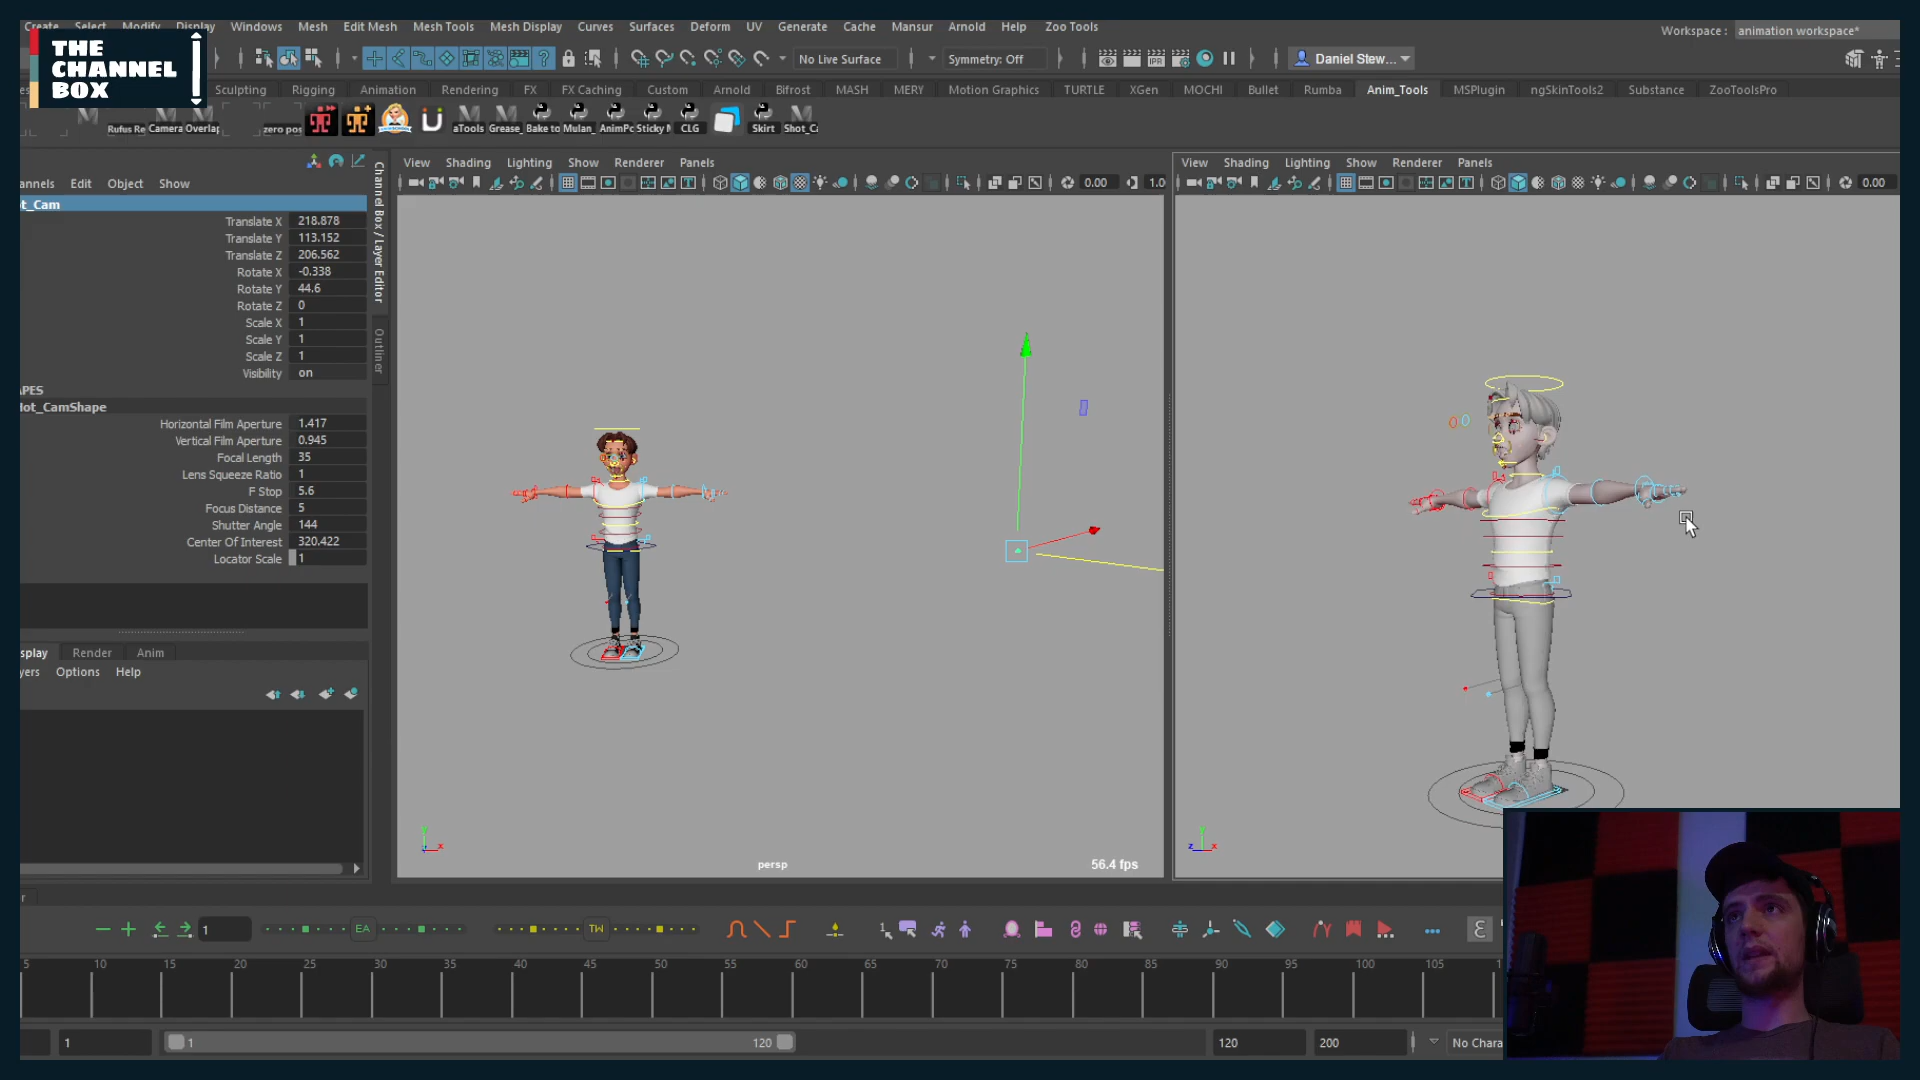 Create Select Modify Display Windows Mesh Edit Mesh Mesh Tools Mesh Display Curves Surfaces Deform UV Generate Cache Mansur Arnold Help Zoo Tools
Workspace : animation workspace*
THE
CHANNEL
BOX
No Live Surface
Symmetry: Off
Daniel Stew...
Sculpting Rigging Animation Rendering FX FX Caching Custom Arnold Bifrost MASH MERY Motion Graphics TURTLE XGen MOCHI Bullet Rumba Anim_Tools MSPlugin ngSkinTools2 Substance ZooToolsPro
IPR
Rufus Re Camera Overlap zero pos aTools Grease_ Bake to Mulan_ AnimPo Sticky CLG Skirt Shot_Ca
annels Edit Object Show
View Shading Lighting Show Renderer Panels
View Shading Lighting Show Renderer Panels
0.00 1.0
0.00
Channel Box / Layer Editor
Outliner
ot_Cam
Translate X 218.878
Translate Y 113.152
Translate Z 206.562
Rotate X -0.338
Rotate Y 44.6
Rotate Z 0
Scale X 1
Scale Y 1
Scale Z 1
Visibility on
APES
hot_CamShape
Horizontal Film Aperture 1.417
Vertical Film Aperture 0.945
Focal Length 35
Lens Squeeze Ratio 1
F Stop 5.6
Focus Distance 5
Shutter Angle 144
Center Of Interest 320.422
Locator Scale 1
splay Render Anim
yers Options Help
y x
persp
56.4 fps
y z x
1
EA
TW
5 10 15 20 25 30 35 40 45 50 55 60 65 70 75 80 85 90 95 100 105
1
1
120
120
200
No Chara